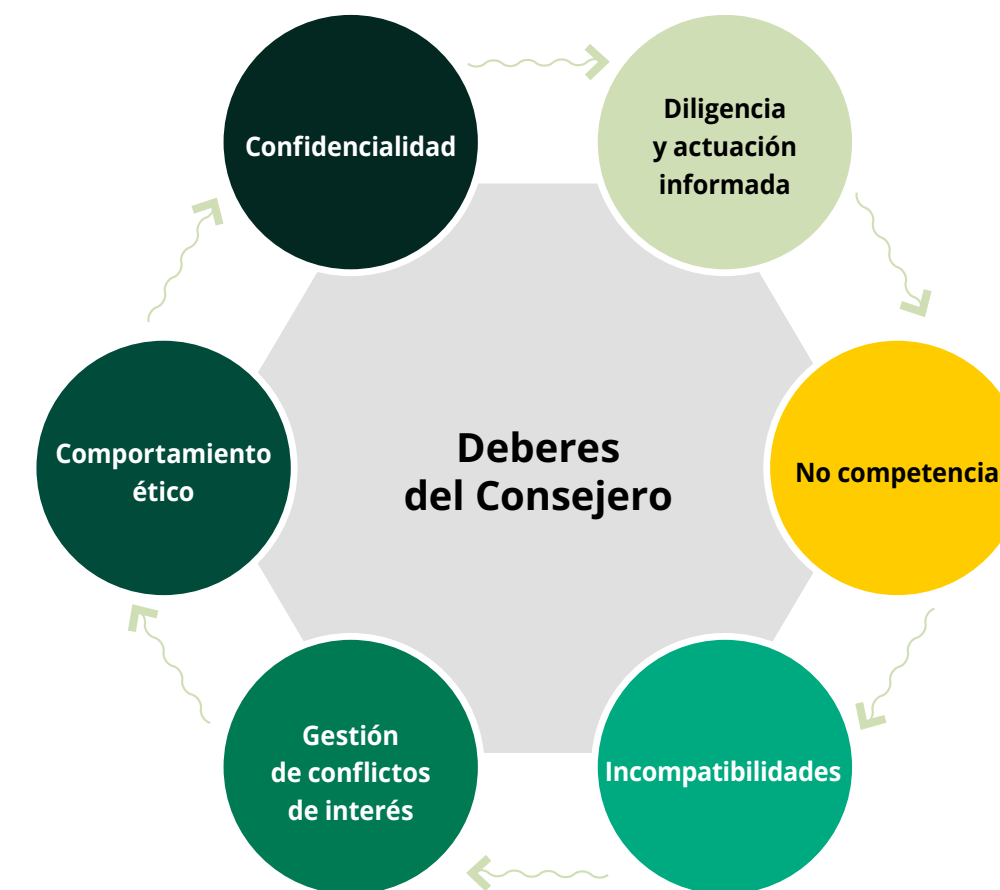 Confidencialidad
Diligencia
y actuación
informada
No competencia
Incompatibilidades
Gestión
de conflictos
de interés
Comportamiento
ético
Deberes
del Consejero